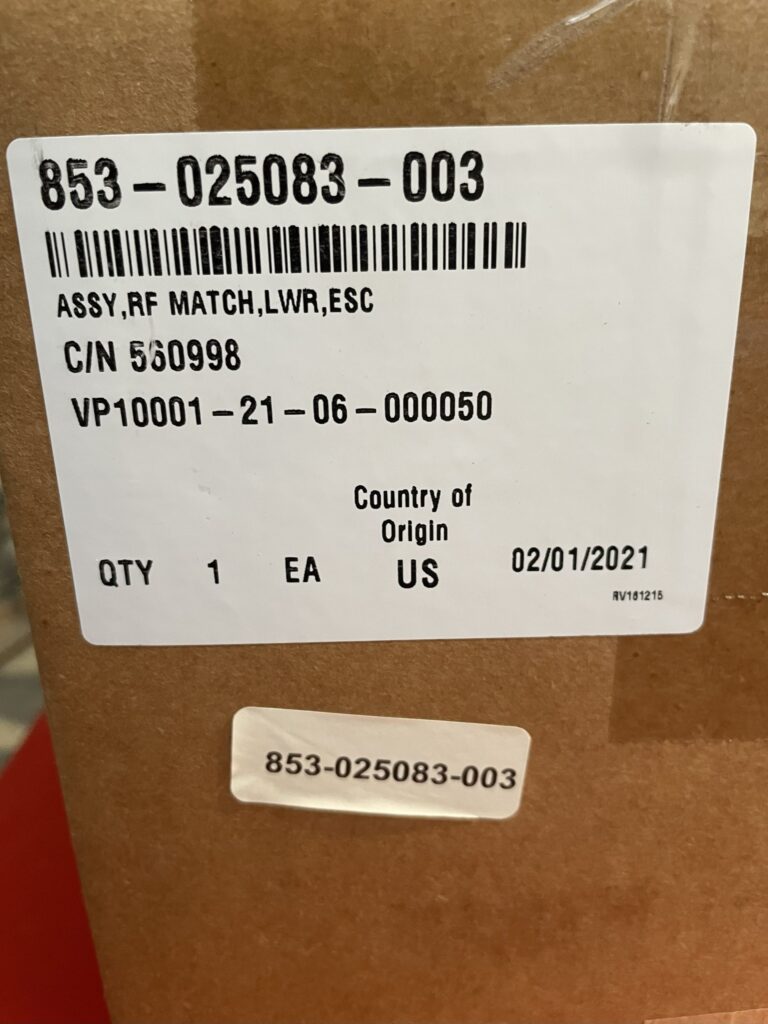 853-025083-003
ASSY,RF MATCH,LWR,ESC
C/N 560998
VP10001-21-06-000050
Country of
Origin
QTY 1 EA US 02/01/2021
RV161215
853-025083-003